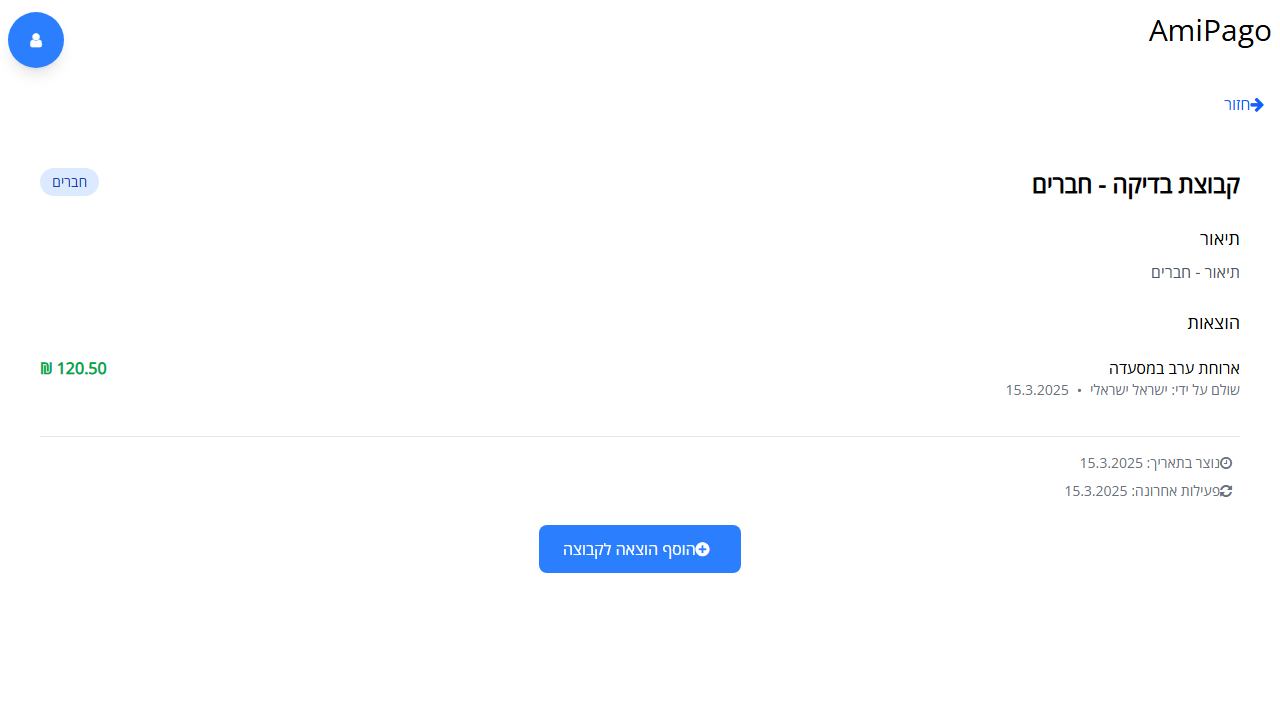 AmiPago
חזור
קבוצת בדיקה - חברים
חברים
תיאור
תיאור - חברים
הוצאות
ארוחת ערב במסעדה
120.50 ₪
שולם על ידי: ישראל ישראלי • 15.3.2025
נוצר בתאריך: 15.3.2025
פעילות אחרונה: 15.3.2025
הוסף הוצאה לקבוצה